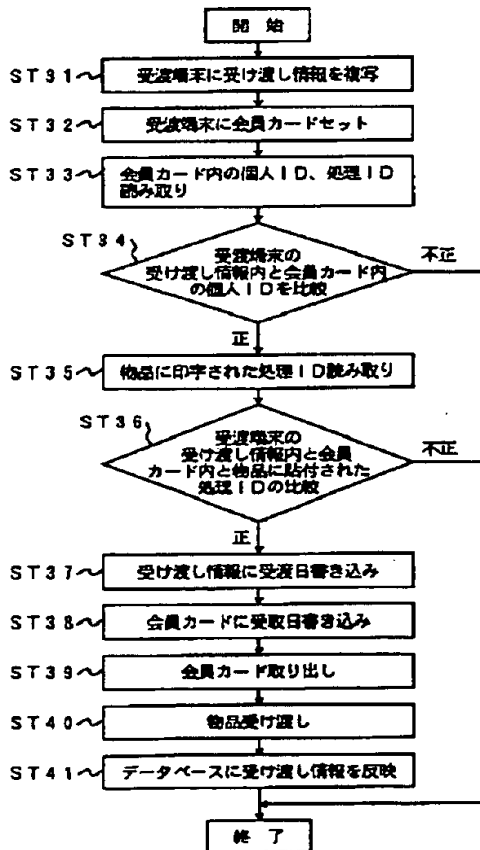 開 始
ST31 受渡端末に受け渡し情報を複写
ST32 受渡端末に会員カードセット
ST33 会員カード内の個人ID、処理ID
読み取り
ST34
受渡端末の
受け渡し情報内と会員カード内
の個人IDを比較
不正
正
ST35 物品に印字された処理ID読み取り
ST36
受渡端末の
受け渡し情報内と会員
カード内と物品に貼付された
処理IDの比較
不正
正
ST37 受け渡し情報に受渡日書き込み
ST38 会員カードに受取日書き込み
ST39 会員カード取り出し
ST40 物品受け渡し
ST41 データベースに受け渡し情報を反映
終 了